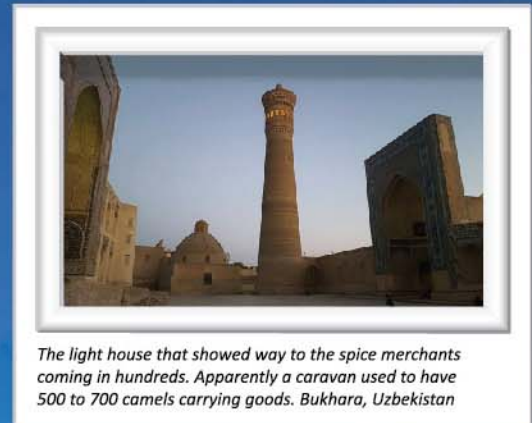 The light house that showed way to the spice merchants
coming in hundreds. Apparently a caravan used to have
500 to 700 camels carrying goods. Bukhara, Uzbekistan